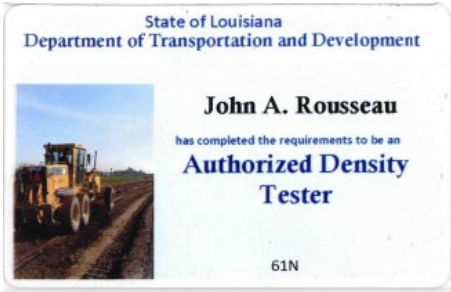 State of Louisiana
Department of Transportation and Development
John A. Rousseau
has completed the requirements to be an
Authorized Density
Tester
61N